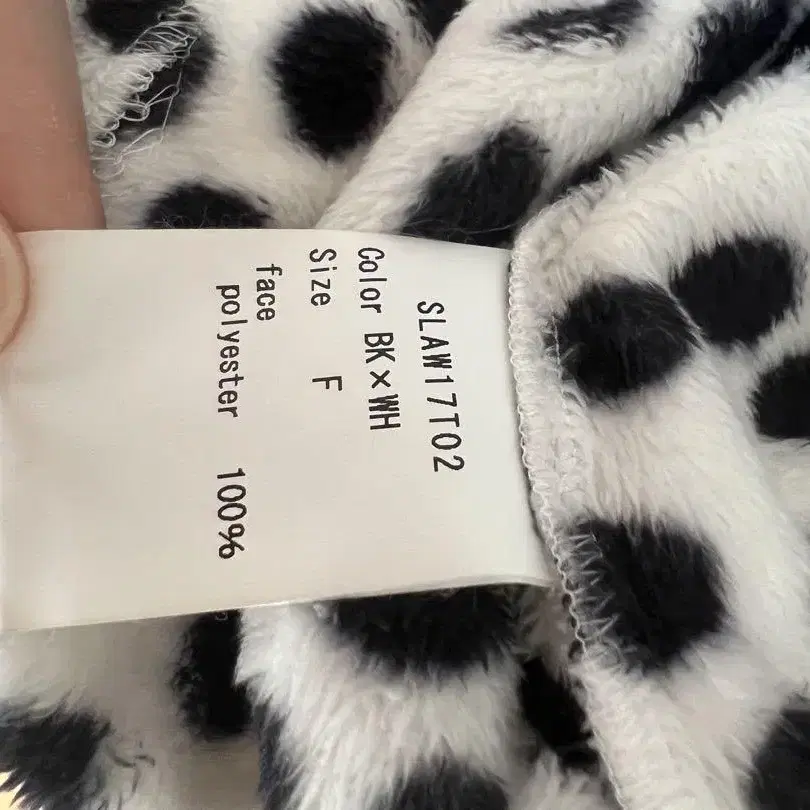 SLAW17T02
Color BK×WH
Size F
face
polyester 100%